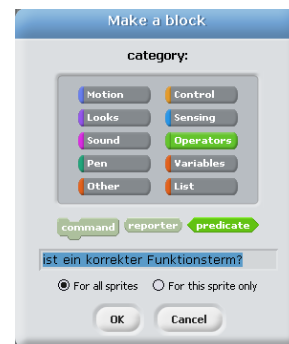 Make a block
category:
Motion Control
Looks Sensing
Sound Operators
Pen Variables
Other List
command reporter predicate
ist ein korrekter Funktionsterm?
For all sprites For this sprite only
OK Cancel